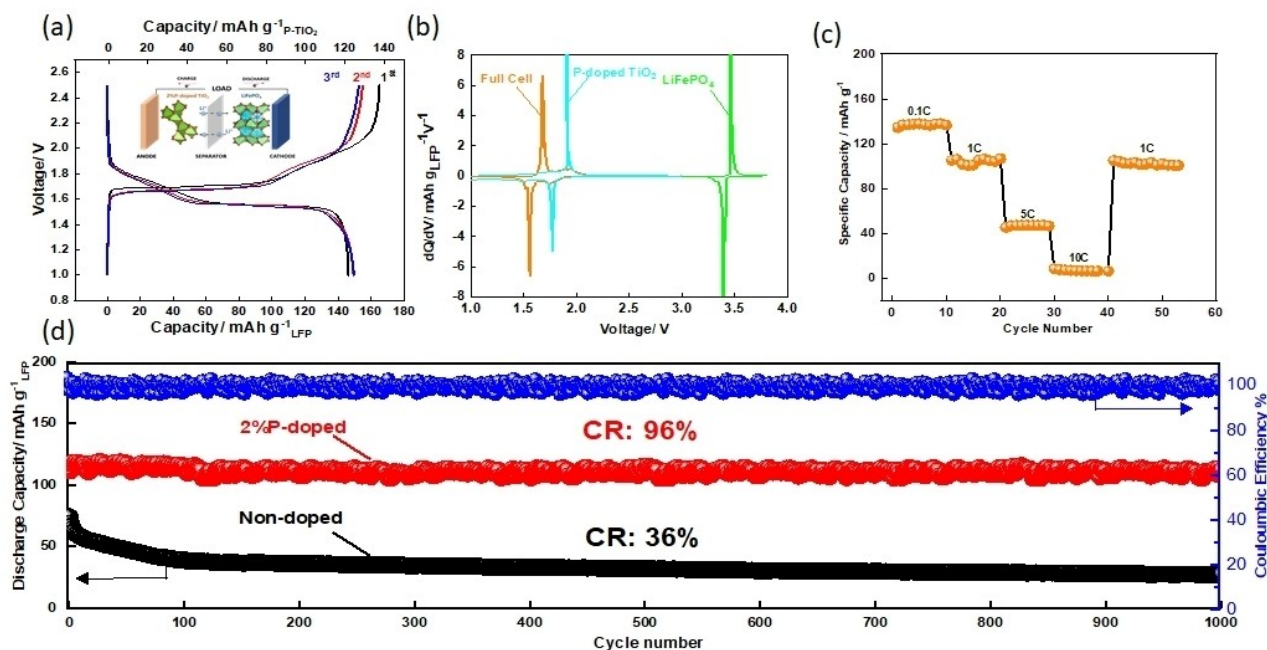 (a)
Capacity/ mAh g⁻¹P-TIO₂
0 20 40 60 80 100 120 140
2.6
2.4
2.2
2.0
1.8
1.6
1.4
1.2
1.0
0.8
Voltage/ V
3rd 2nd 1st
CHARGE DISCHARGE
LOAD
2%P-doped TiO₂ LiFePO₄
ANODE SEPARATOR CATHODE
0 20 40 60 80 100 120 140 160 180
Capacity/ mAh g⁻¹LFP
(b)
dQ/dV/ mAh gLFP⁻¹V⁻¹
8
6
4
2
0
-2
-4
-6
-8
Full Cell
P-doped TiO₂
LiFePO₄
1.0 1.5 2.0 2.5 3.0 3.5 4.0
Voltage/ V
(c)
Specific Capacity / mAh g⁻¹
200
160
120
80
40
0
0.1C
1C
5C
10C
1C
0 10 20 30 40 50 60
Cycle Number
(d)
Discharge Capacity/ mAh g⁻¹LFP
200
150
100
50
0
2%P-doped
CR: 96%
Non-doped
CR: 36%
100
80
60
40
20
0
Couloumbic Efficiency %
0 100 200 300 400 500 600 700 800 900 1000
Cycle number